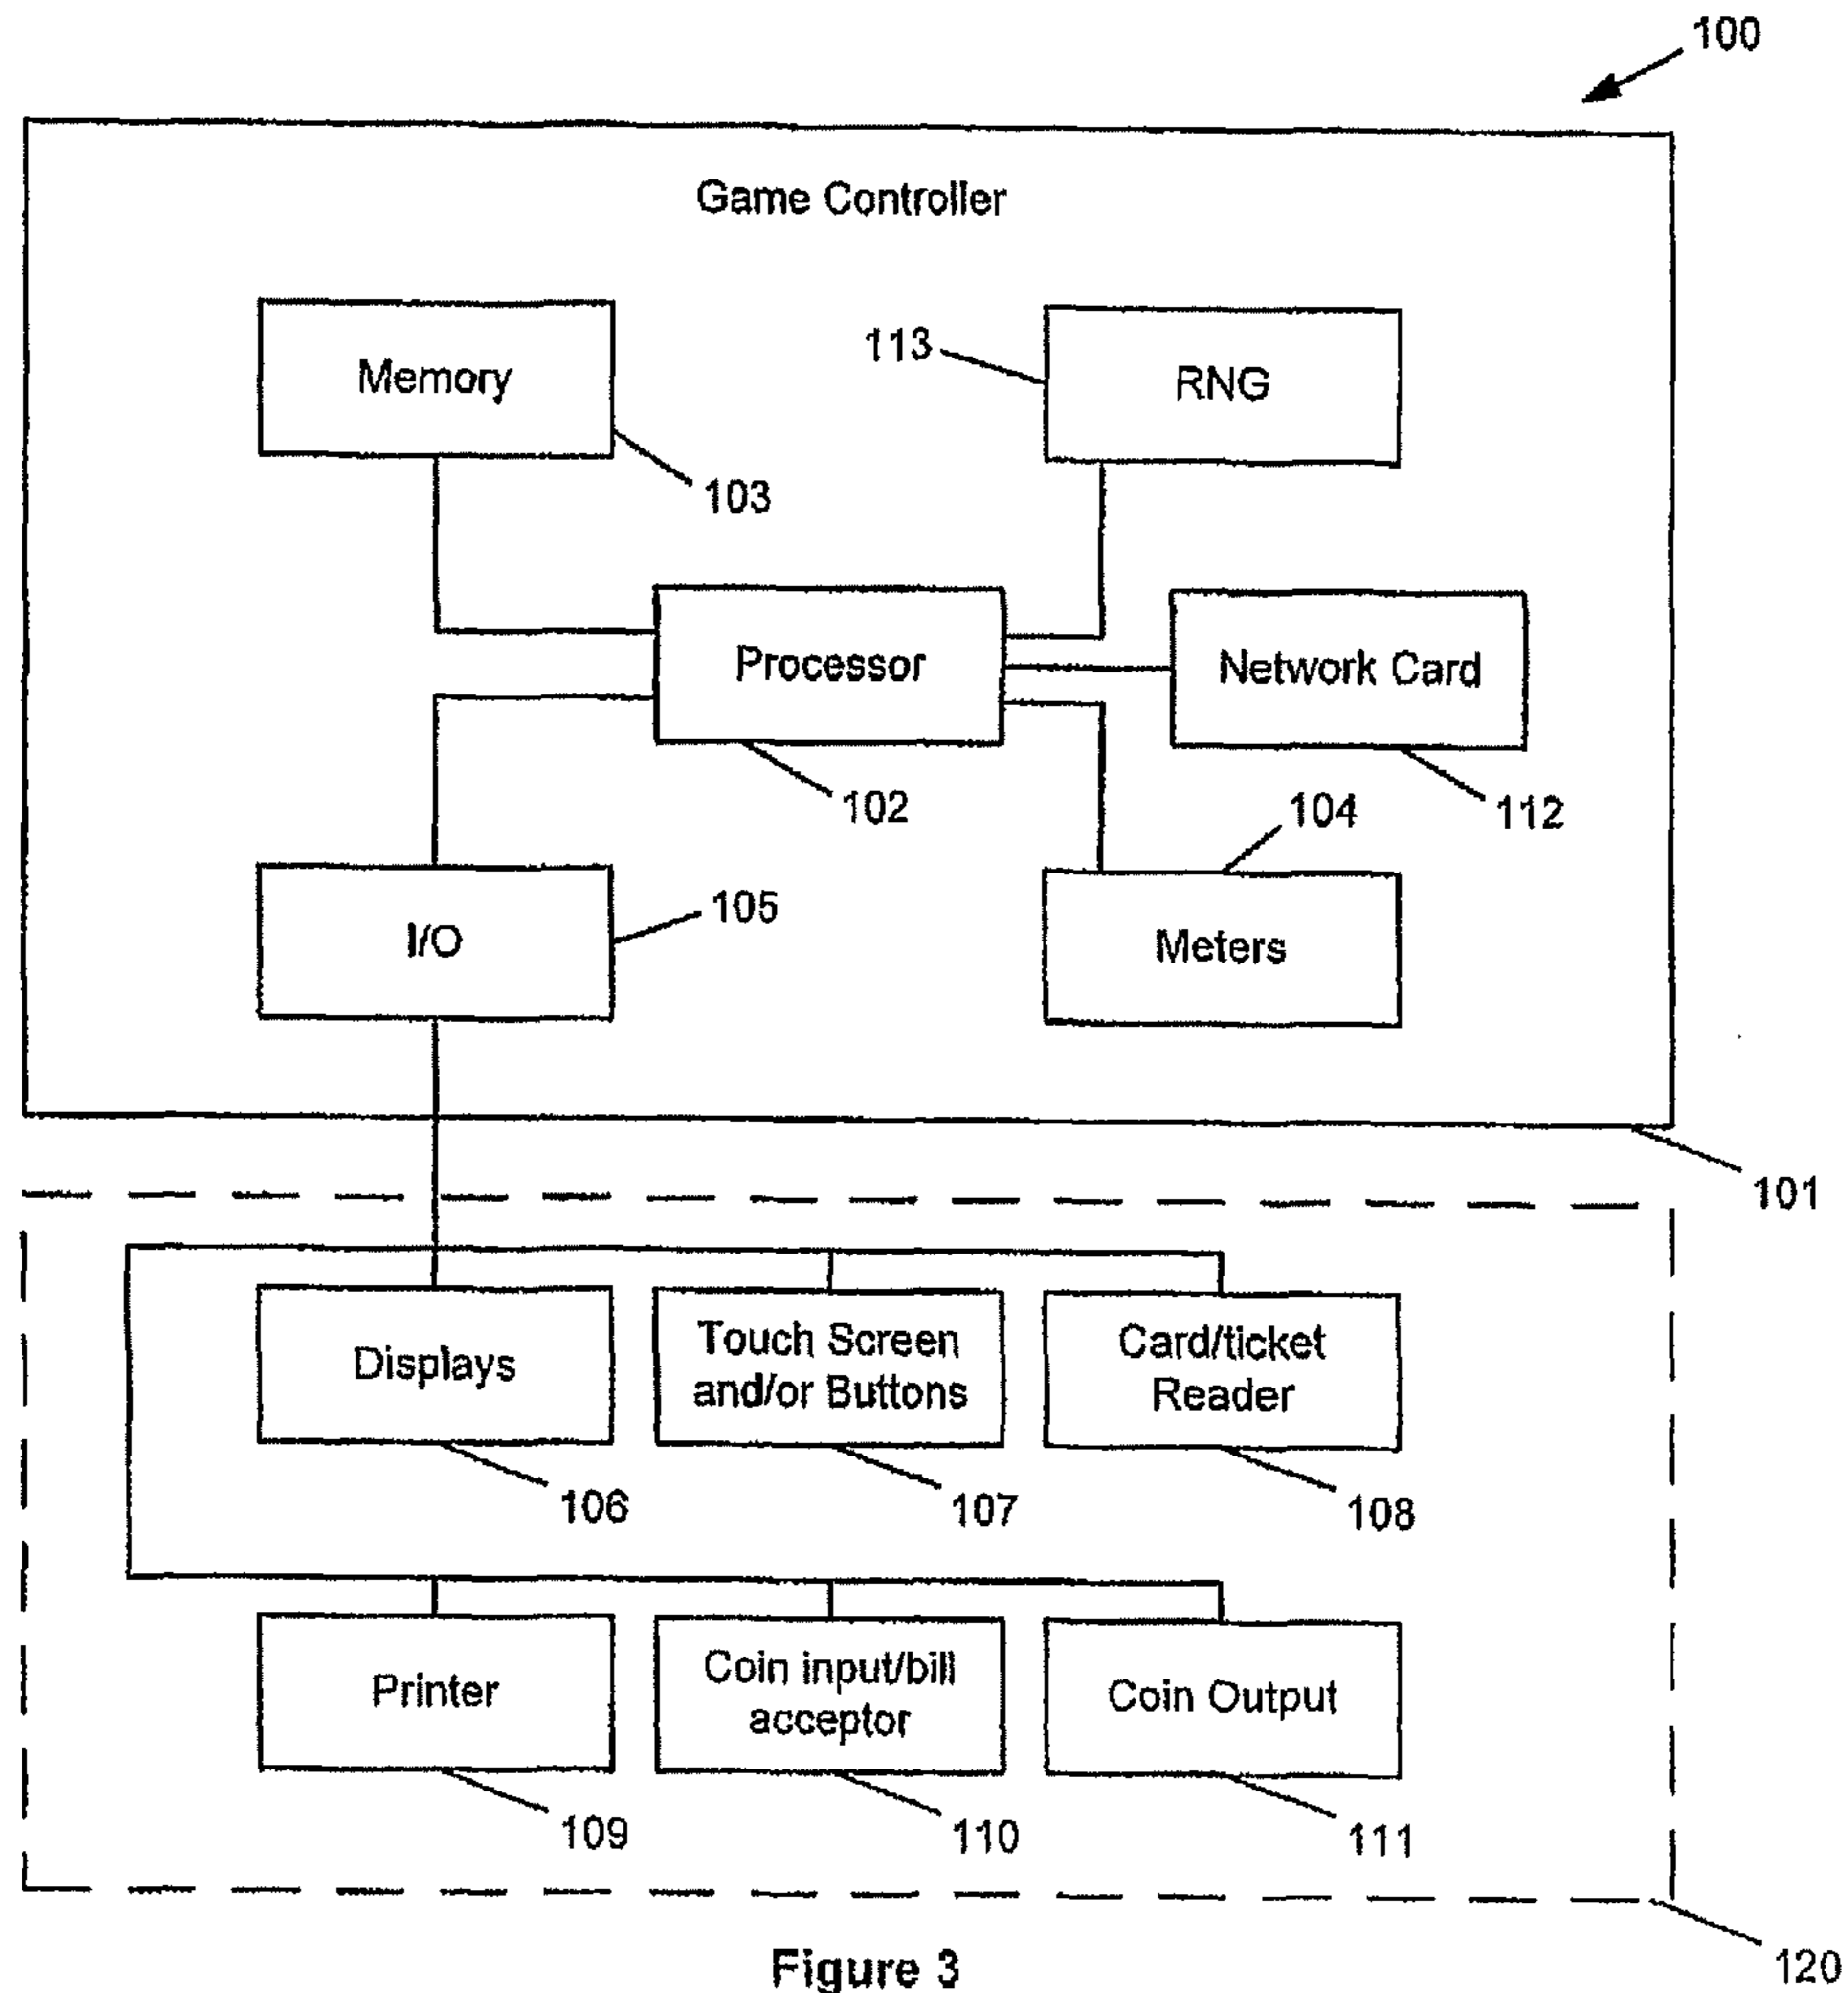 100
Game Controller
Memory
113
RNG
103
Processor
Network Card
102
104
112
I/O
105
Meters
101
Displays
Touch Screen
and/or Buttons
Card/ticket
Reader
106
107
108
Printer
Coin input/bill
acceptor
Coin Output
109
110
111
Figure 3
120